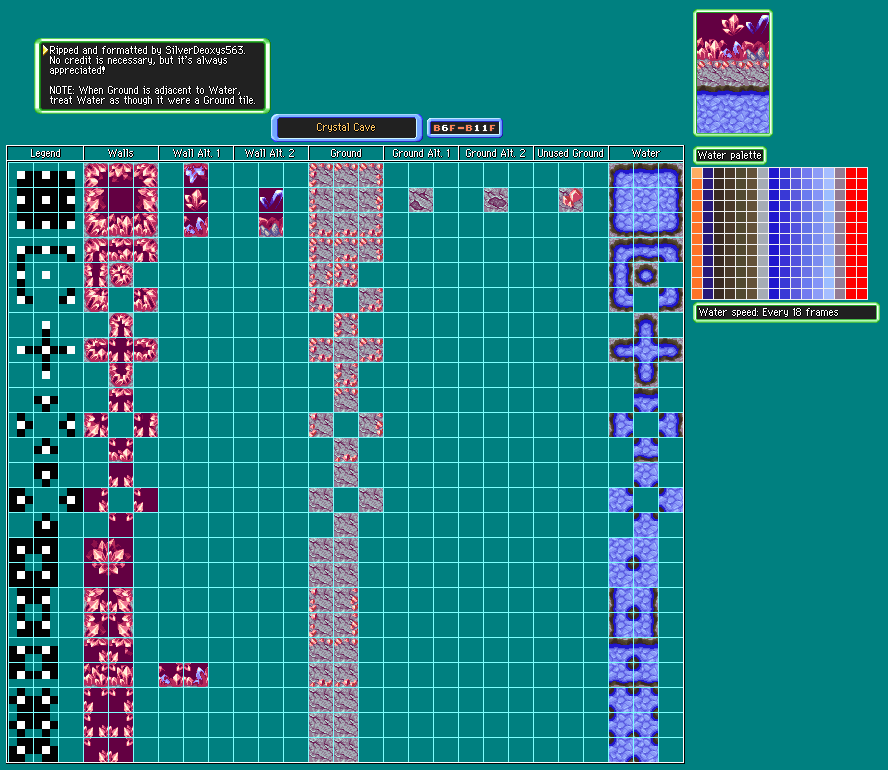 Ripped and formatted by SilverDeoxys563.
No credit is necessary, but it's always
appreciated!
NOTE: When Ground is adjacent to Water,
treat Water as though it were a Ground tile.
Crystal Cave
B6F-B11F
Legend
Walls
Wall Alt. 1
Wall Alt. 2
Ground
Ground Alt. 1
Ground Alt. 2
Unused Ground
Water
Water palette
Water speed: Every 18 frames